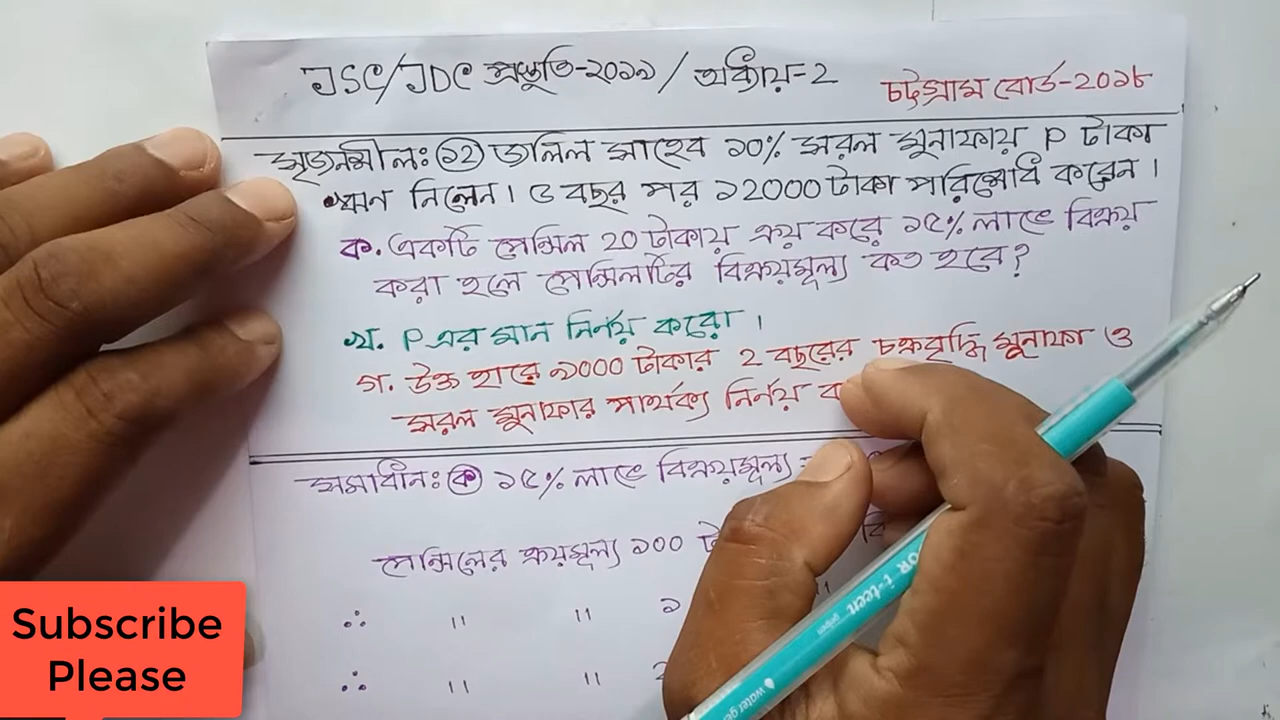 JSC/JDC প্রস্তুতি-২০১৯ / অধ্যায়-2
চট্টগ্রাম বোর্ড-২০১৮
সৃজনশীল: ১২ জলিল সাহেব ১০% সরল মুনাফায় P টাকা
ঋণ নিলেন। ৩ বছর পর ১2000 টাকা পরিশোধ করেন।
ক. একটি পেন্সিল 20 টাকায় ক্রয় করে ১৫% লাভে বিক্রয়
করা হলে পেন্সিলটির বিক্রয়মূল্য কত হবে?
খ. P এর মান নির্ণয় করো।
গ. উক্ত হারে ৯000 টাকার 2 বছরের চক্রবৃদ্ধি মুনাফা ও
সরল মুনাফার পার্থক্য নির্ণয়
সমাধান: ক ১৫% লাভে বিক্রয়মূল্য =
পেন্সিলের ক্রয়মূল্য ১00
∴ " " ১ "
∴ " "
Subscribe
Please